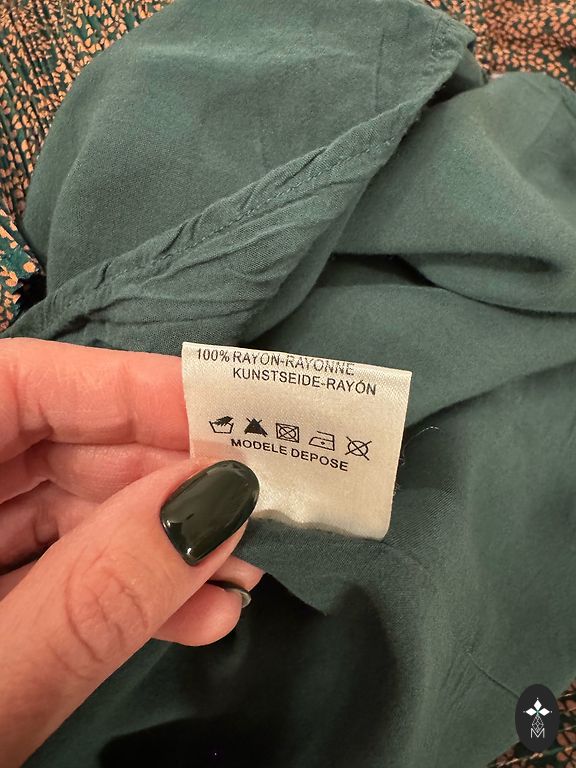 100% RAYON-RAYONNE
KUNSTSEIDE-RAYÓN
MODELE DEPOSE
M